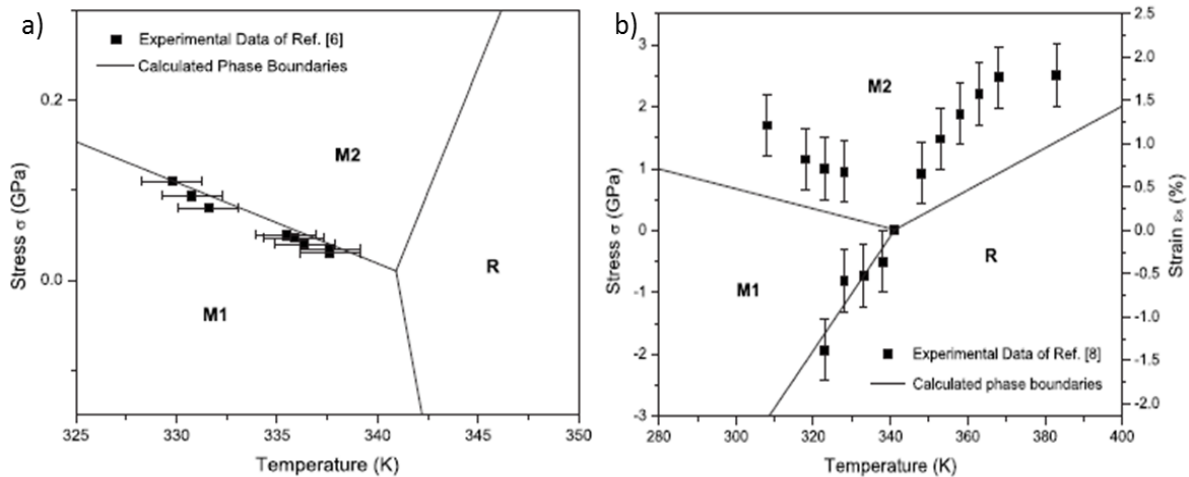 a)
Experimental Data of Ref. [6]
Calculated Phase Boundaries
0.2
0.0
Stress σ (GPa)
M2
M1
R
325 330 335 340 345 350
Temperature (K)
b)
3
2
1
0
-1
-2
-3
Stress σ (GPa)
M2
M1
R
Experimental Data of Ref. [8]
Calculated phase boundaries
280 300 320 340 360 380 400
Temperature (K)
2.5
2.0
1.5
1.0
0.5
0.0
-0.5
-1.0
-1.5
-2.0
Strain εa (%)